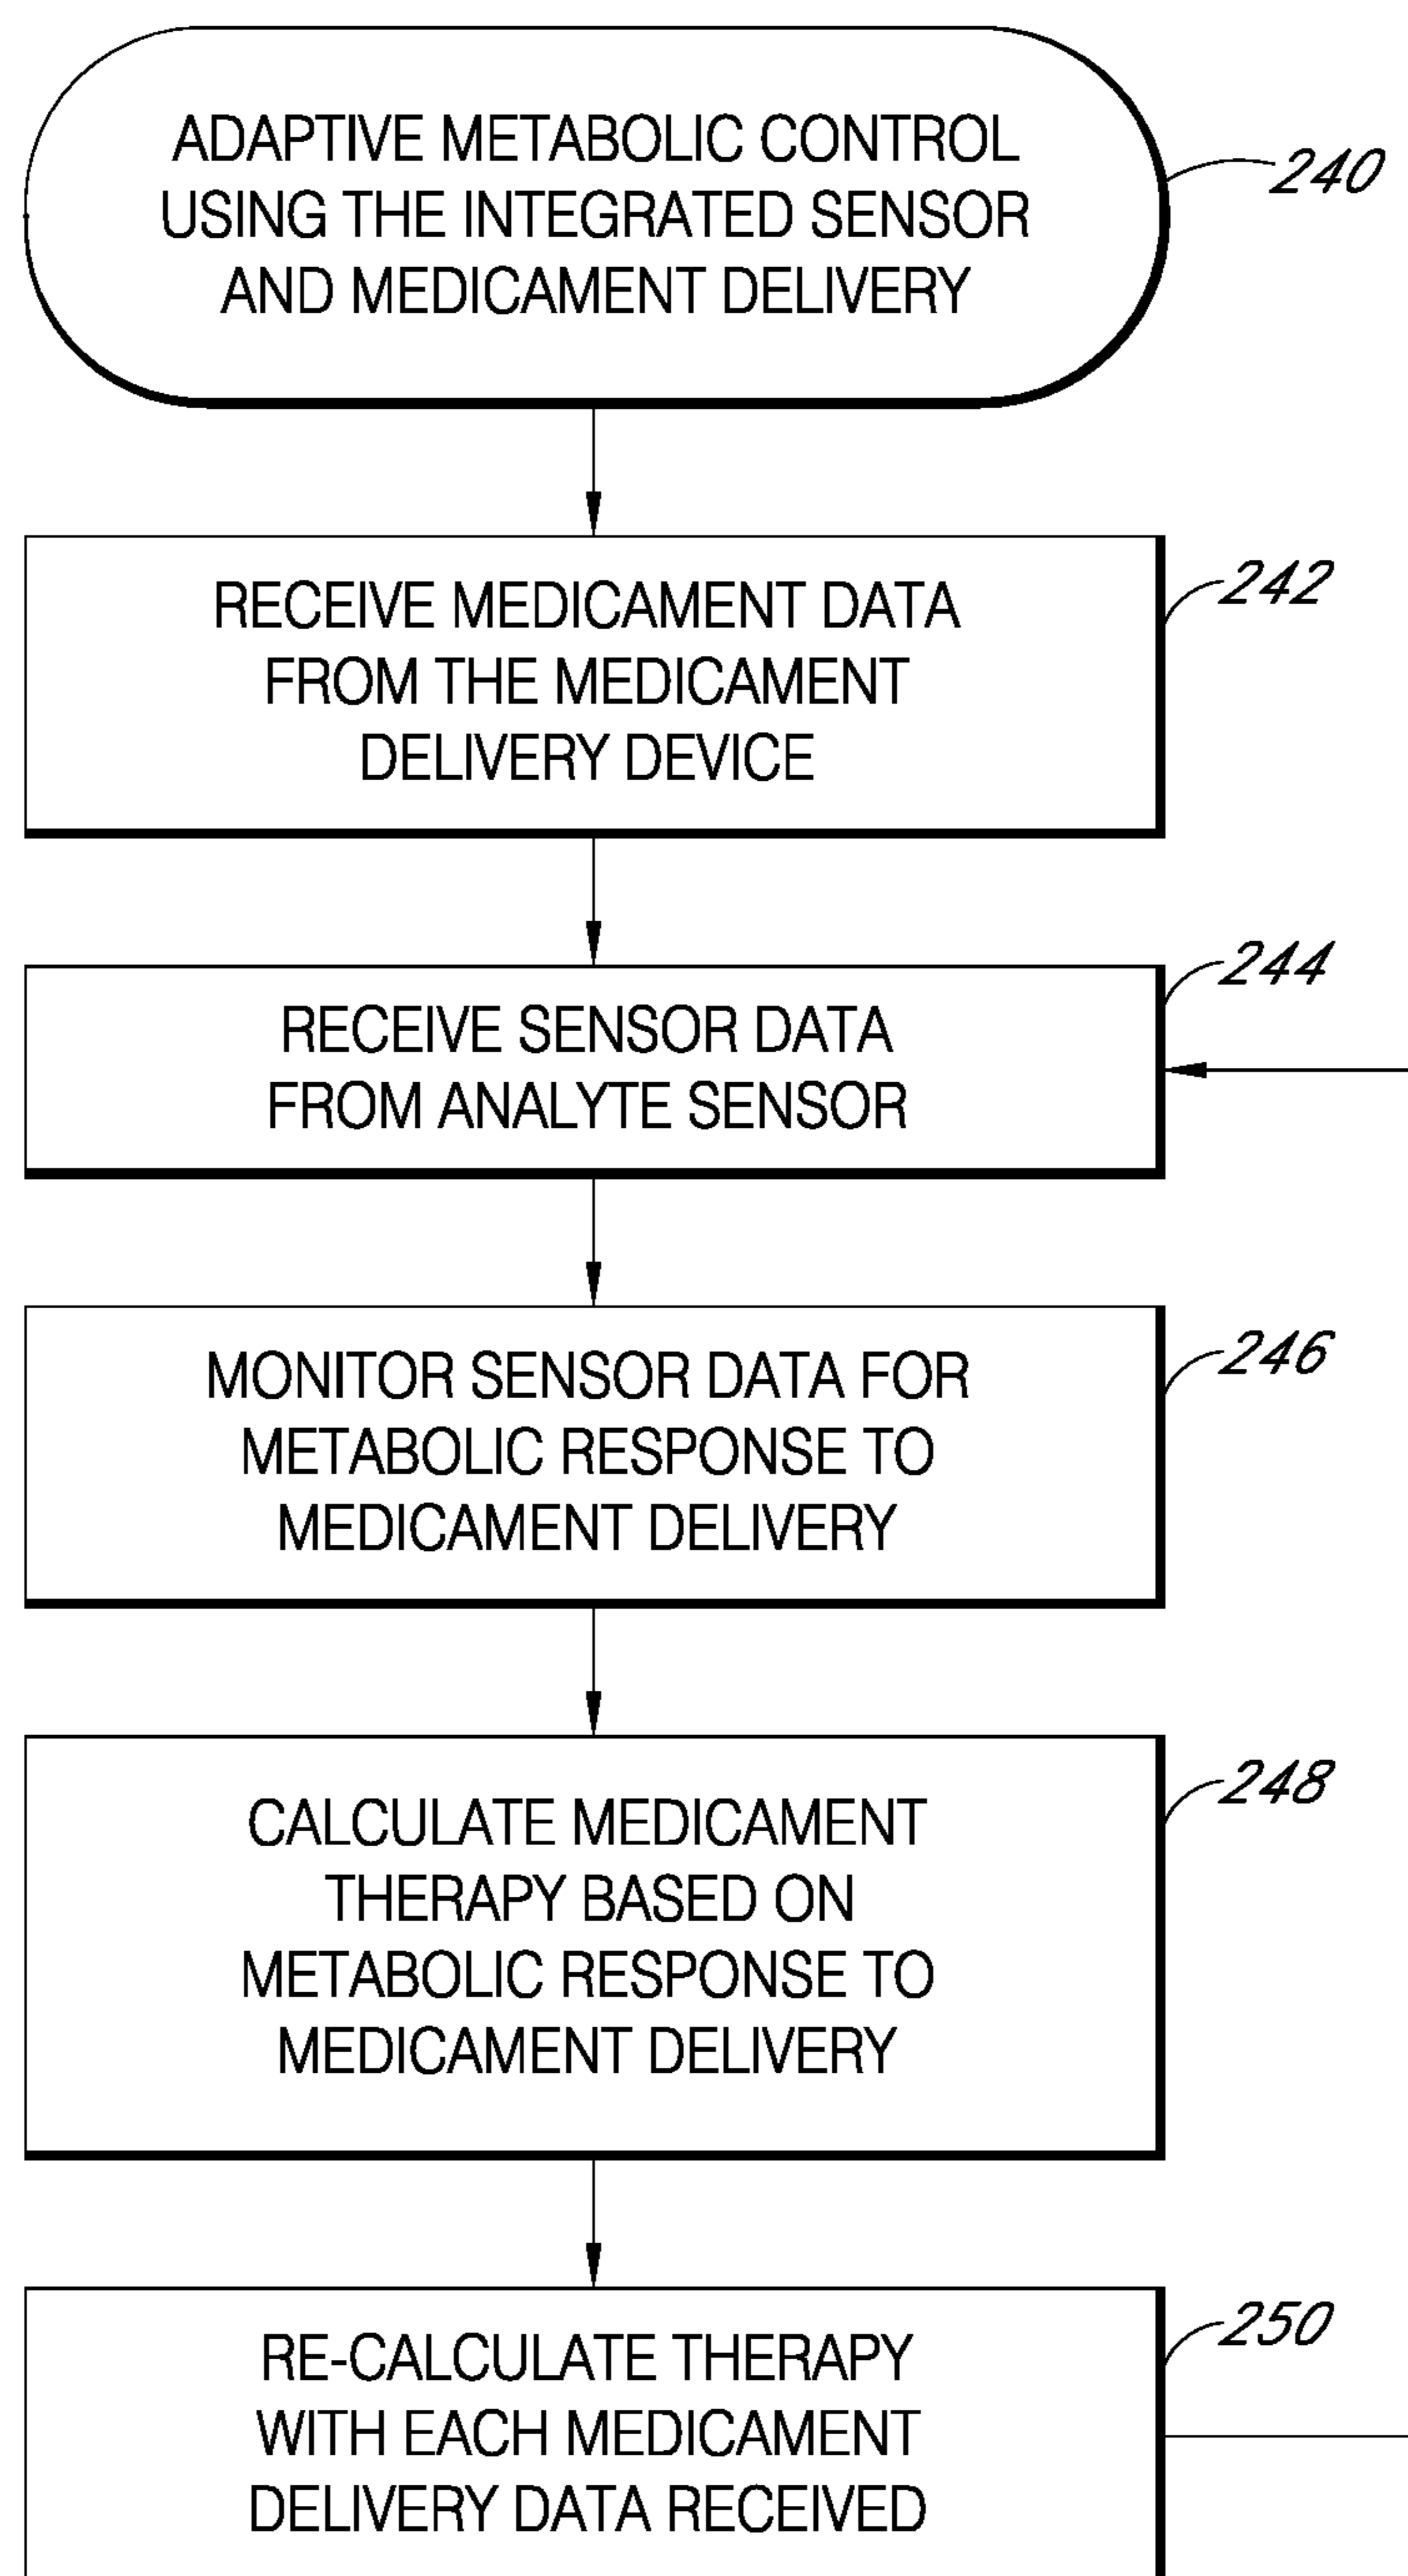 ADAPTIVE METABOLIC CONTROL
USING THE INTEGRATED SENSOR
AND MEDICAMENT DELIVERY
240
RECEIVE MEDICAMENT DATA
FROM THE MEDICAMENT
DELIVERY DEVICE
242
RECEIVE SENSOR DATA
FROM ANALYTE SENSOR
244
MONITOR SENSOR DATA FOR
METABOLIC RESPONSE TO
MEDICAMENT DELIVERY
246
CALCULATE MEDICAMENT
THERAPY BASED ON
METABOLIC RESPONSE TO
MEDICAMENT DELIVERY
248
RE-CALCULATE THERAPY
WITH EACH MEDICAMENT
DELIVERY DATA RECEIVED
250